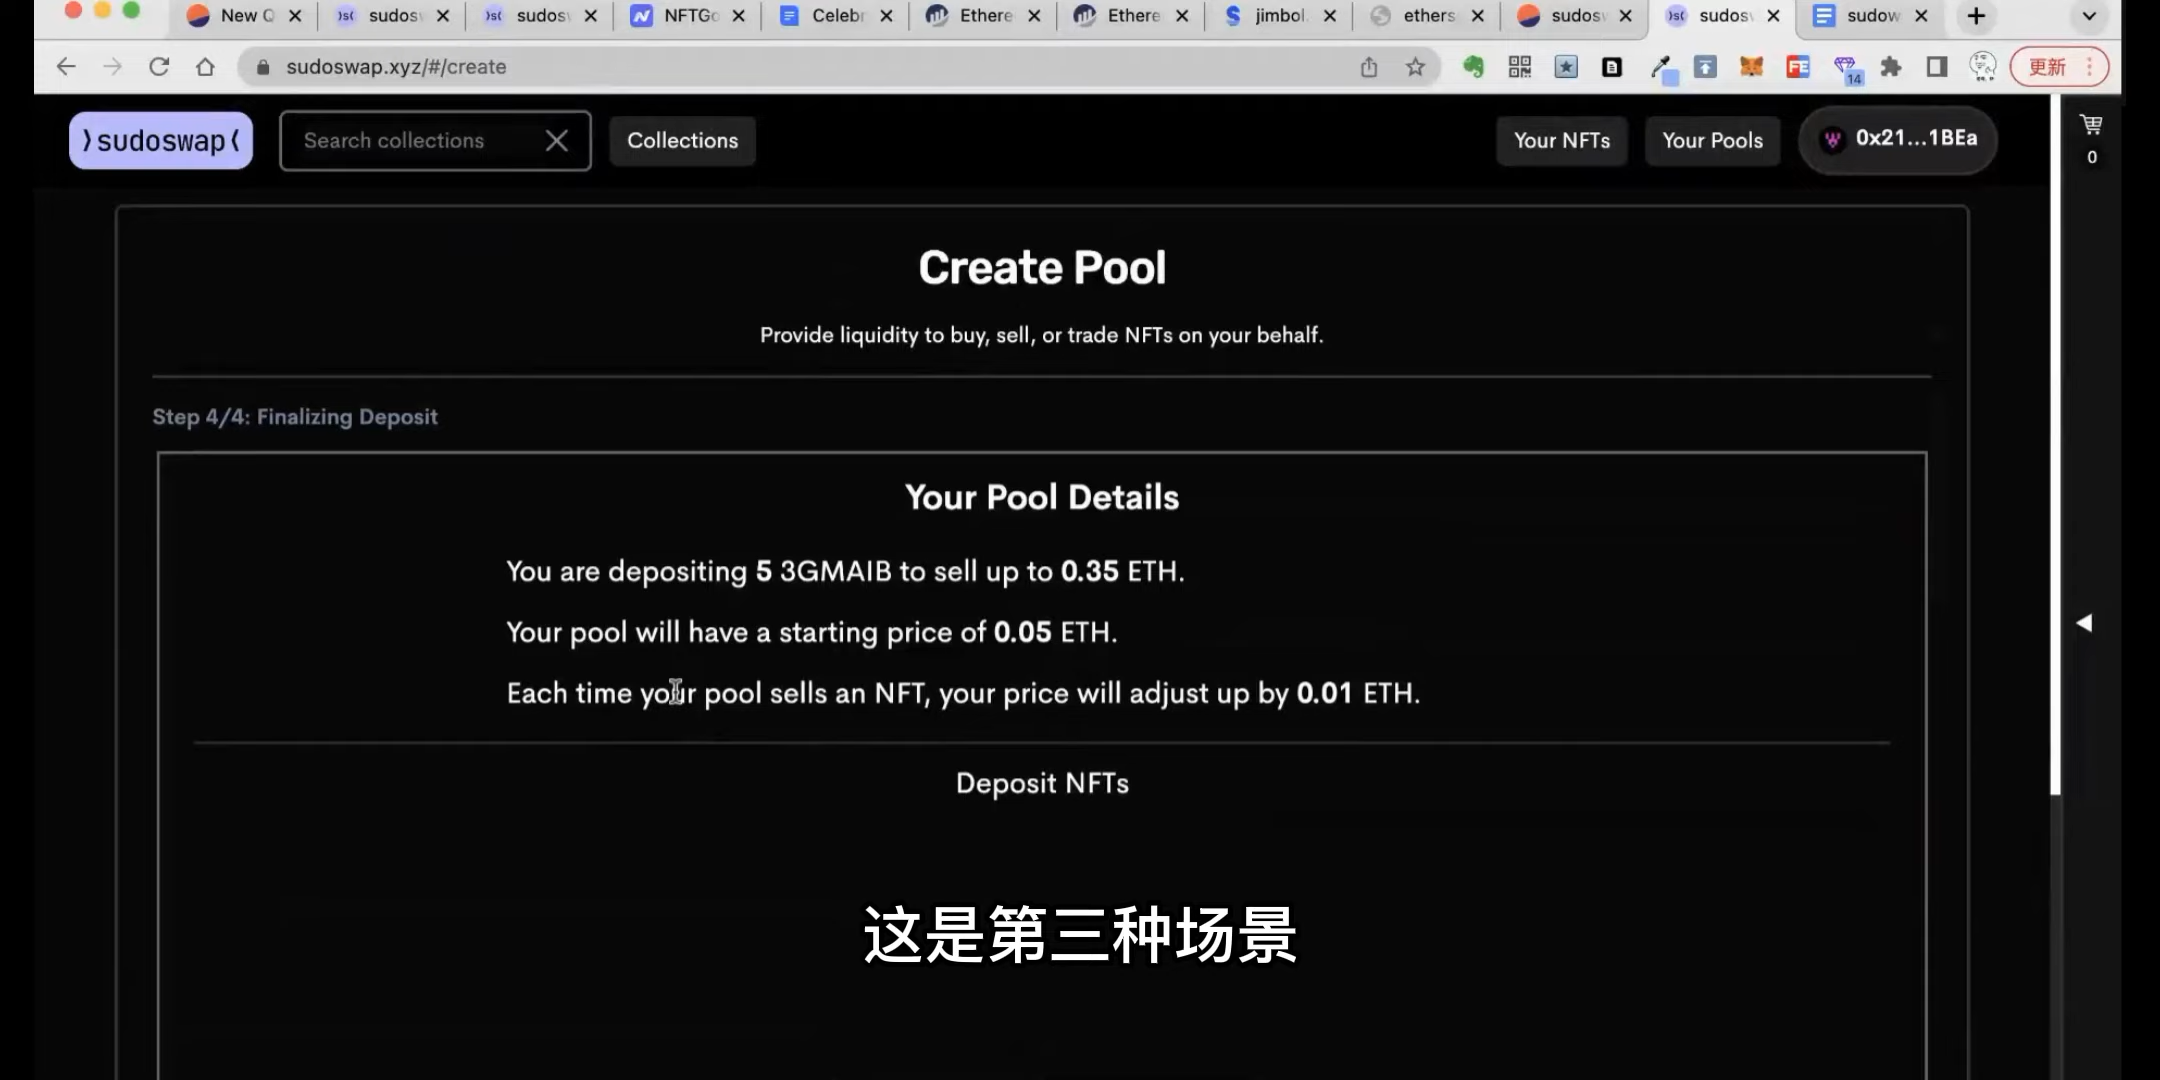 New
sudos
sudos
NFTGo
Celebr
Ethere
Ethere
jimbol
ethers
sudos
sudos
sudow
sudoswap.xyz/#/create
14
更新
sudoswap
Search collections
Collections
Your NFTs
Your Pools
0x21...1BEa
0
Create Pool
Provide liquidity to buy, sell, or trade NFTs on your behalf.
Step 4/4: Finalizing Deposit
Your Pool Details
You are depositing 5 3GMAIB to sell up to 0.35 ETH.
Your pool will have a starting price of 0.05 ETH.
Each time your pool sells an NFT, your price will adjust up by 0.01 ETH.
Deposit NFTs
这是第三种场景